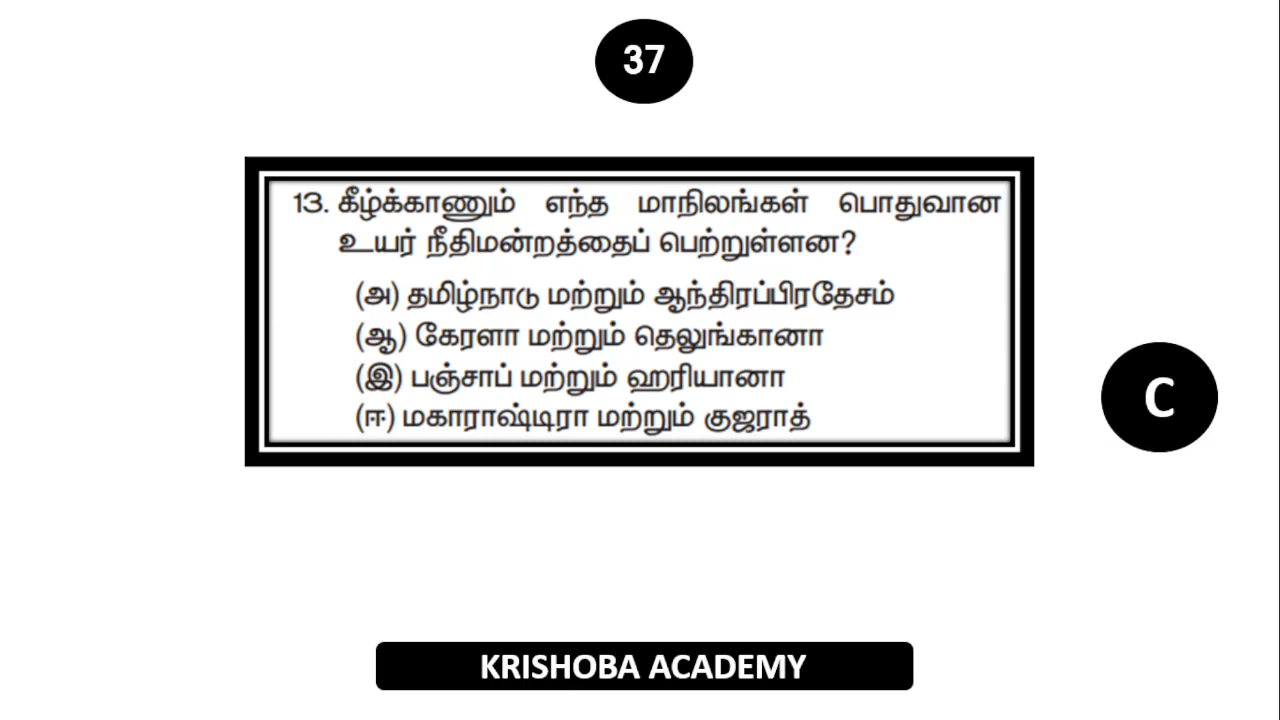 37
13. கீழ்க்காணும் எந்த மாநிலங்கள் பொதுவான
உயர் நீதிமன்றத்தைப் பெற்றுள்ளன?
(அ) தமிழ்நாடு மற்றும் ஆந்திரப்பிரதேசம்
(ஆ) கேரளா மற்றும் தெலுங்கானா
(இ) பஞ்சாப் மற்றும் ஹரியானா
(ஈ) மகாராஷ்டிரா மற்றும் குஜராத்
C
KRISHOBA ACADEMY